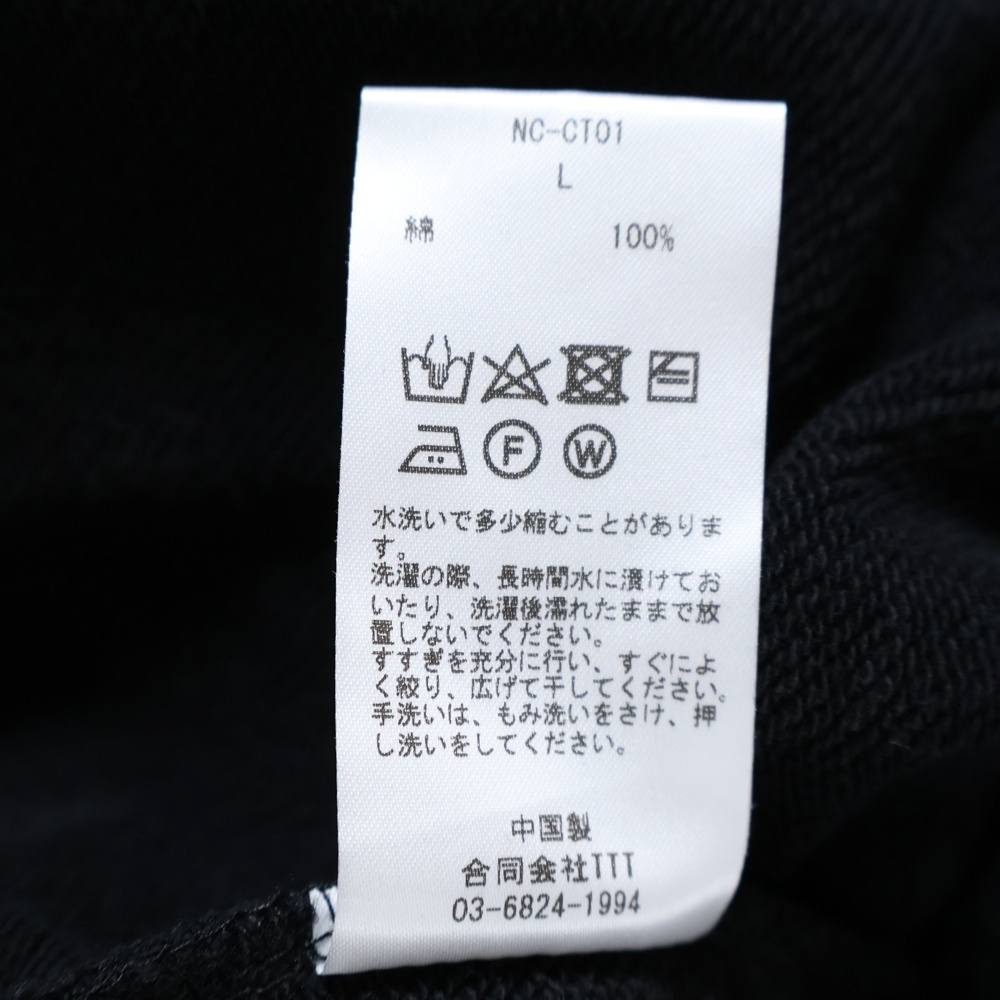 NC-CT01
L
綿 100%
F W
水洗いで多少縮むことがありま
す。
洗濯の際、長時間水に漬けてお
いたり、洗濯後濡れたままで放
置しないでください。
すすぎを充分に行い、すぐによ
く絞り、広げて干してください。
手洗いは、もみ洗いをさけ、押
し洗いをしてください。
中国製
合同会社TTT
03-6824-1994